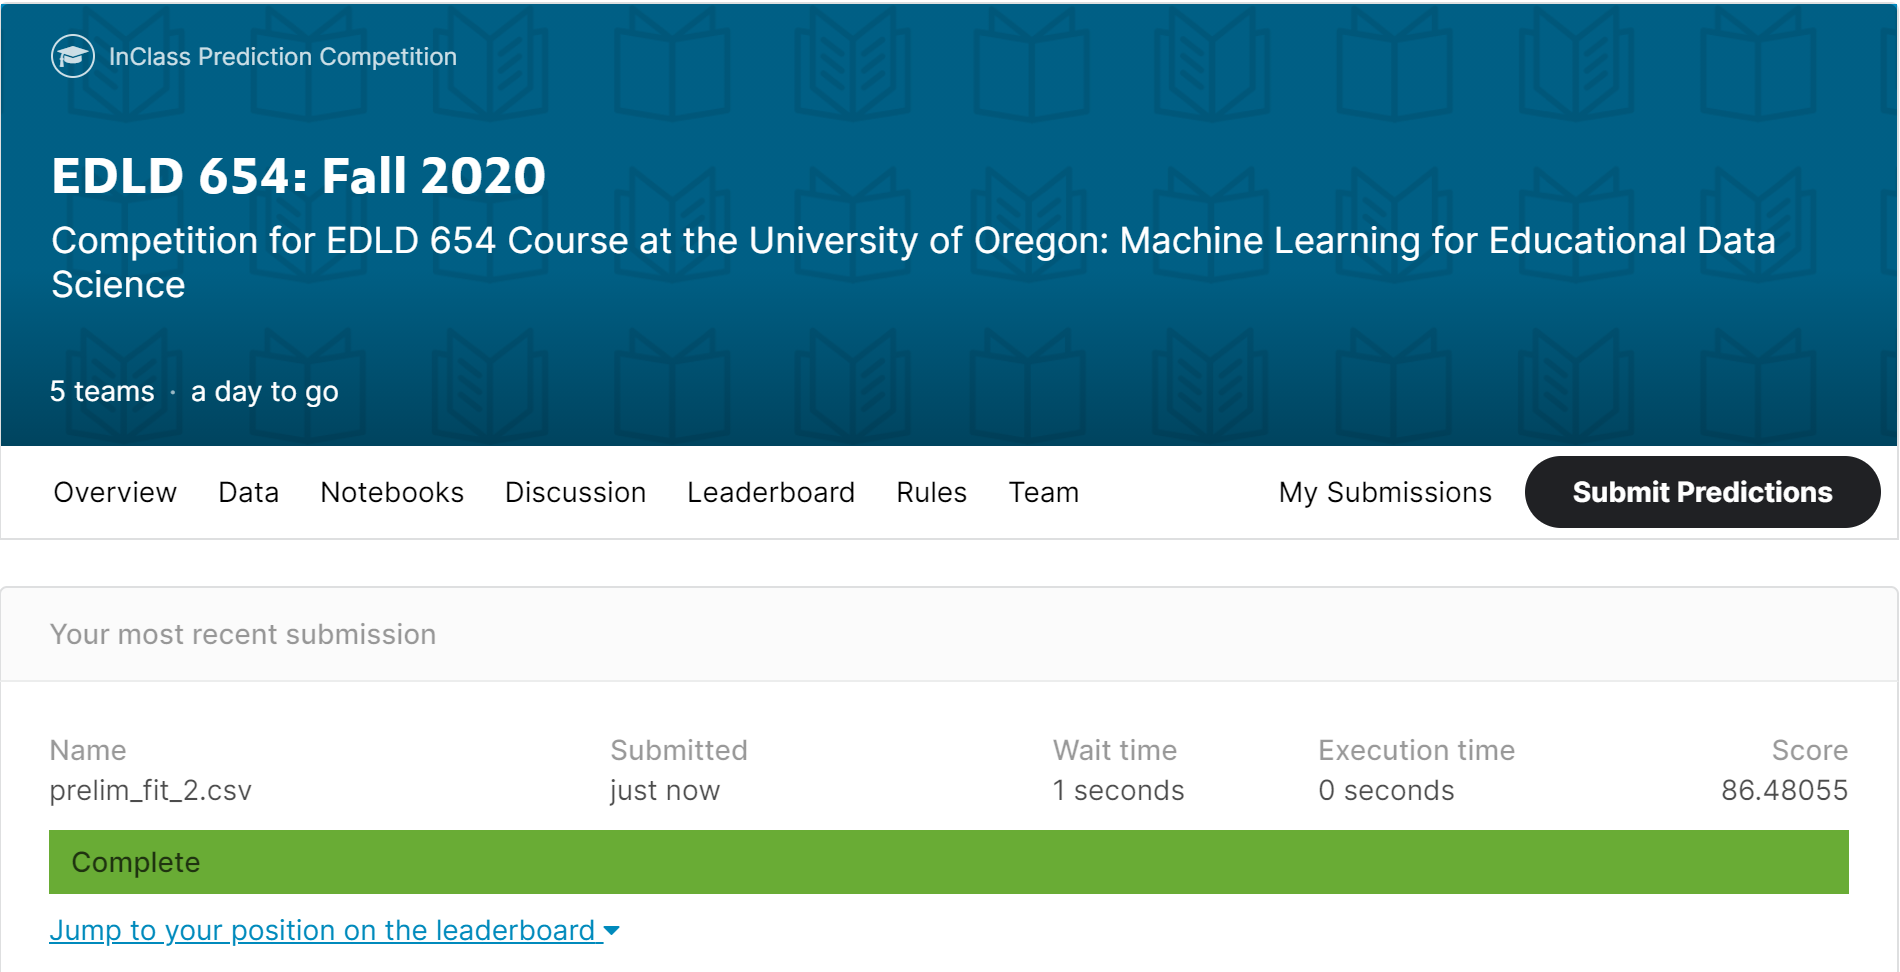 InClass Prediction Competition
EDLD 654: Fall 2020
Competition for EDLD 654 Course at the University of Oregon: Machine Learning for Educational Data
Science
5 teams · a day to go
Overview Data Notebooks Discussion Leaderboard Rules Team My Submissions Submit Predictions
Your most recent submission
Name Submitted Wait time Execution time Score
prelim_fit_2.csv just now 1 seconds 0 seconds 86.48055
Complete
Jump to your position on the leaderboard